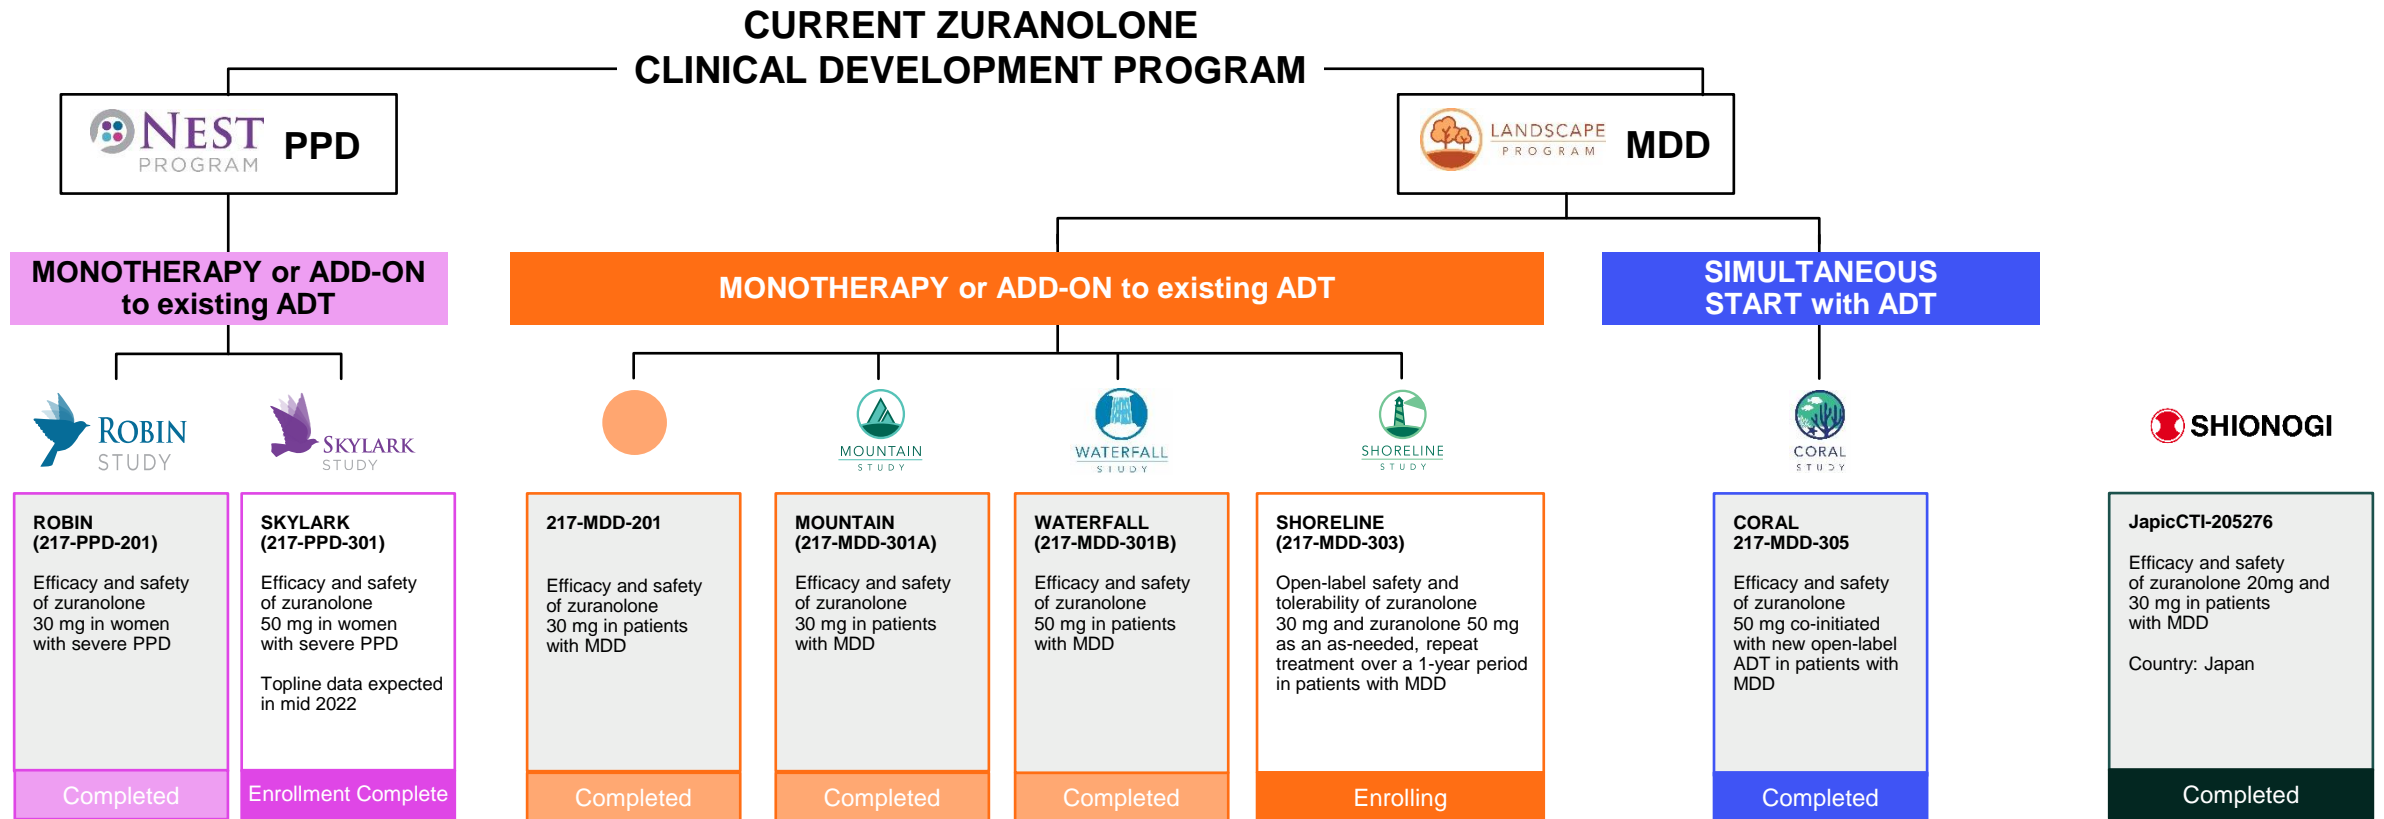 CURRENT ZURANOLONE
CLINICAL DEVELOPMENT PROGRAM
NEST
PROGRAM
PPD
LANDSCAPE
PROGRAM
MDD
MONOTHERAPY or ADD-ON
to existing ADT
MONOTHERAPY or ADD-ON to existing ADT
SIMULTANEOUS
START with ADT
ROBIN
STUDY
SKYLARK
STUDY
MOUNTAIN
STUDY
WATERFALL
STUDY
SHORELINE
STUDY
CORAL
STUDY
SHIONOGI
ROBIN
(217-PPD-201)
Efficacy and safety
of zuranolone
30 mg in women
with severe PPD
Completed
SKYLARK
(217-PPD-301)
Efficacy and safety
of zuranolone
50 mg in women
with severe PPD
Topline data expected
in mid 2022
Enrollment Complete
217-MDD-201
Efficacy and safety
of zuranolone
30 mg in patients
with MDD
Completed
MOUNTAIN
(217-MDD-301A)
Efficacy and safety
of zuranolone
30 mg in patients
with MDD
Completed
WATERFALL
(217-MDD-301B)
Efficacy and safety
of zuranolone
50 mg in patients
with MDD
Completed
SHORELINE
(217-MDD-303)
Open-label safety and
tolerability of zuranolone
30 mg and zuranolone 50 mg
as an as-needed, repeat
treatment over a 1-year period
in patients with MDD
Enrolling
CORAL
217-MDD-305
Efficacy and safety
of zuranolone
50 mg co-initiated
with new open-label
ADT in patients with
MDD
Completed
JapicCTI-205276
Efficacy and safety
of zuranolone 20mg and
30 mg in patients
with MDD
Country: Japan
Completed